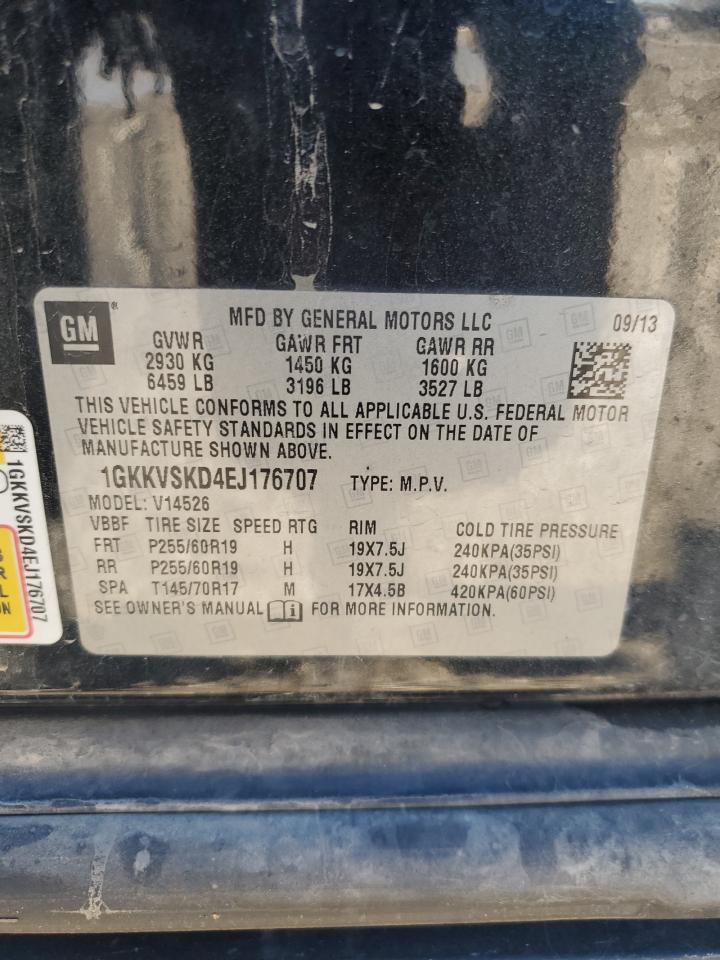 GM
MFD BY GENERAL MOTORS LLC 09/13
GVWR GAWR FRT GAWR RR
2930 KG 1450 KG 1600 KG
6459 LB 3196 LB 3527 LB
THIS VEHICLE CONFORMS TO ALL APPLICABLE U.S. FEDERAL MOTOR
VEHICLE SAFETY STANDARDS IN EFFECT ON THE DATE OF
MANUFACTURE SHOWN ABOVE.
1GKKVSKD4EJ176707 TYPE: M.P.V.
MODEL: V14526
VBBF TIRE SIZE SPEED RTG RIM COLD TIRE PRESSURE
FRT P255/60R19 H 19X7.5J 240KPA(35PSI)
RR P255/60R19 H 19X7.5J 240KPA(35PSI)
SPA T145/70R17 M 17X4.5B 420KPA(60PSI)
SEE OWNER'S MANUAL FOR MORE INFORMATION.
1GKKVSKD4EJ176707